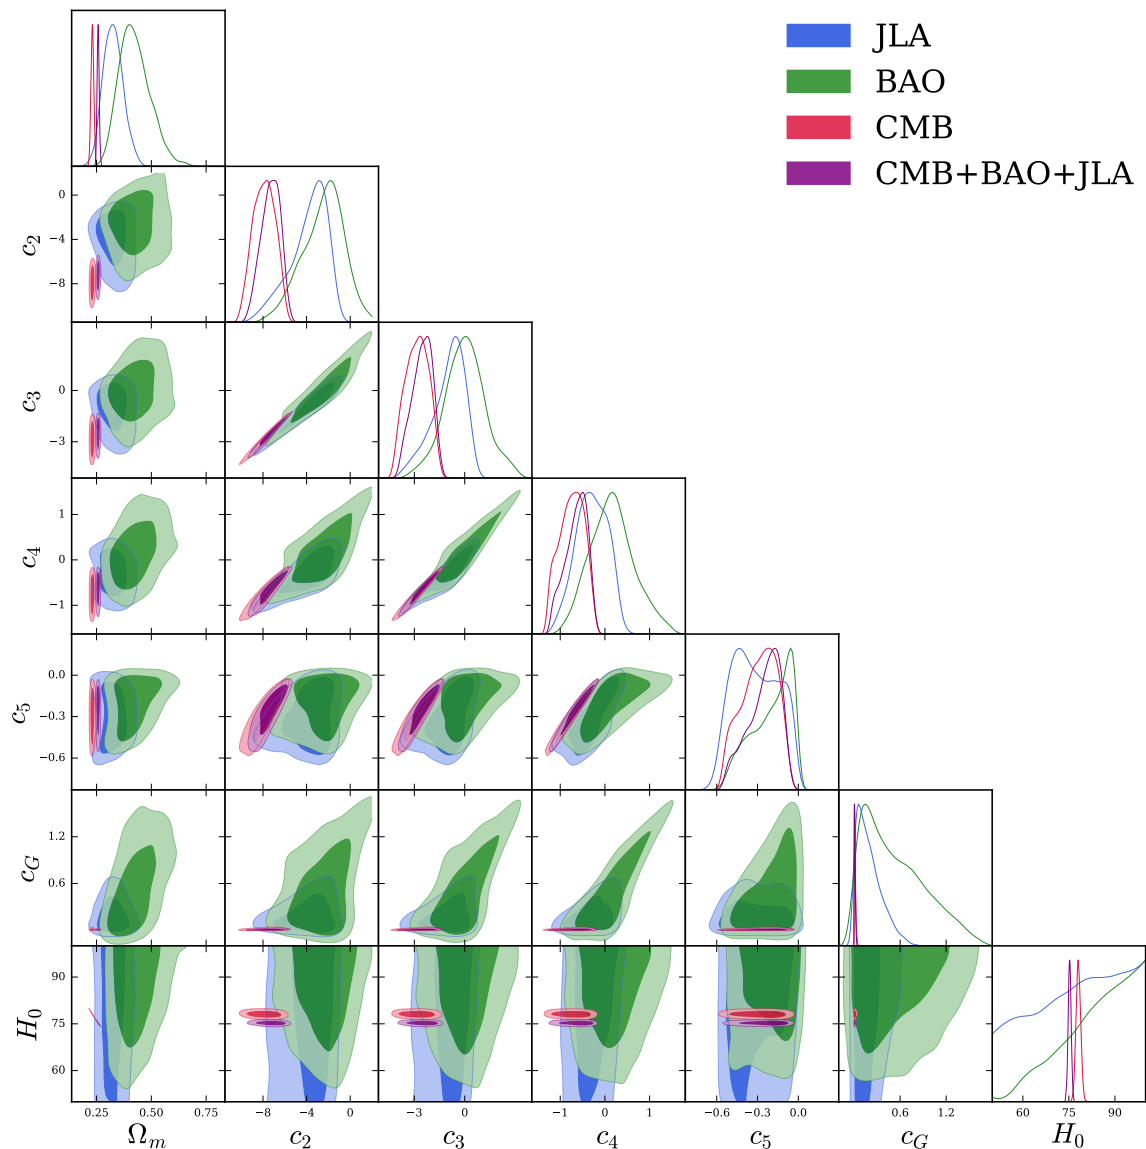 JLA
BAO
CMB
CMB+BAO+JLA
c₂
0
−4
−8
c₃
0
−3
c₄
1
0
−1
c₅
0.0
−0.3
−0.6
c_G
1.2
0.6
H₀
90
75
60
0.25 0.50 0.75 −8 −4 0 −3 0 −1 0 1 −0.6 −0.3 0.0 0.6 1.2 60 75 90
Ω_m c₂ c₃ c₄ c₅ c_G H₀